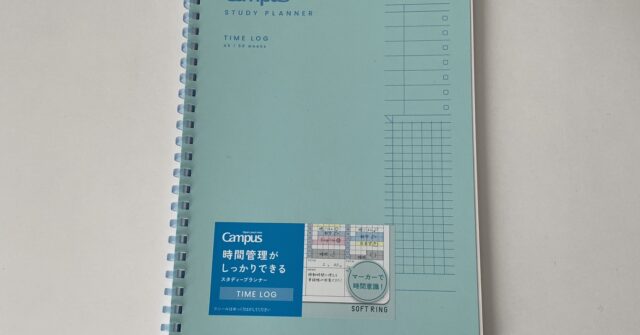 Campus
STUDY PLANNER
TIME LOG
Campus
時間管理が
しっかりできる
スタディープランナー
TIME LOG
マーカーで
時間意識！
SOFT RING